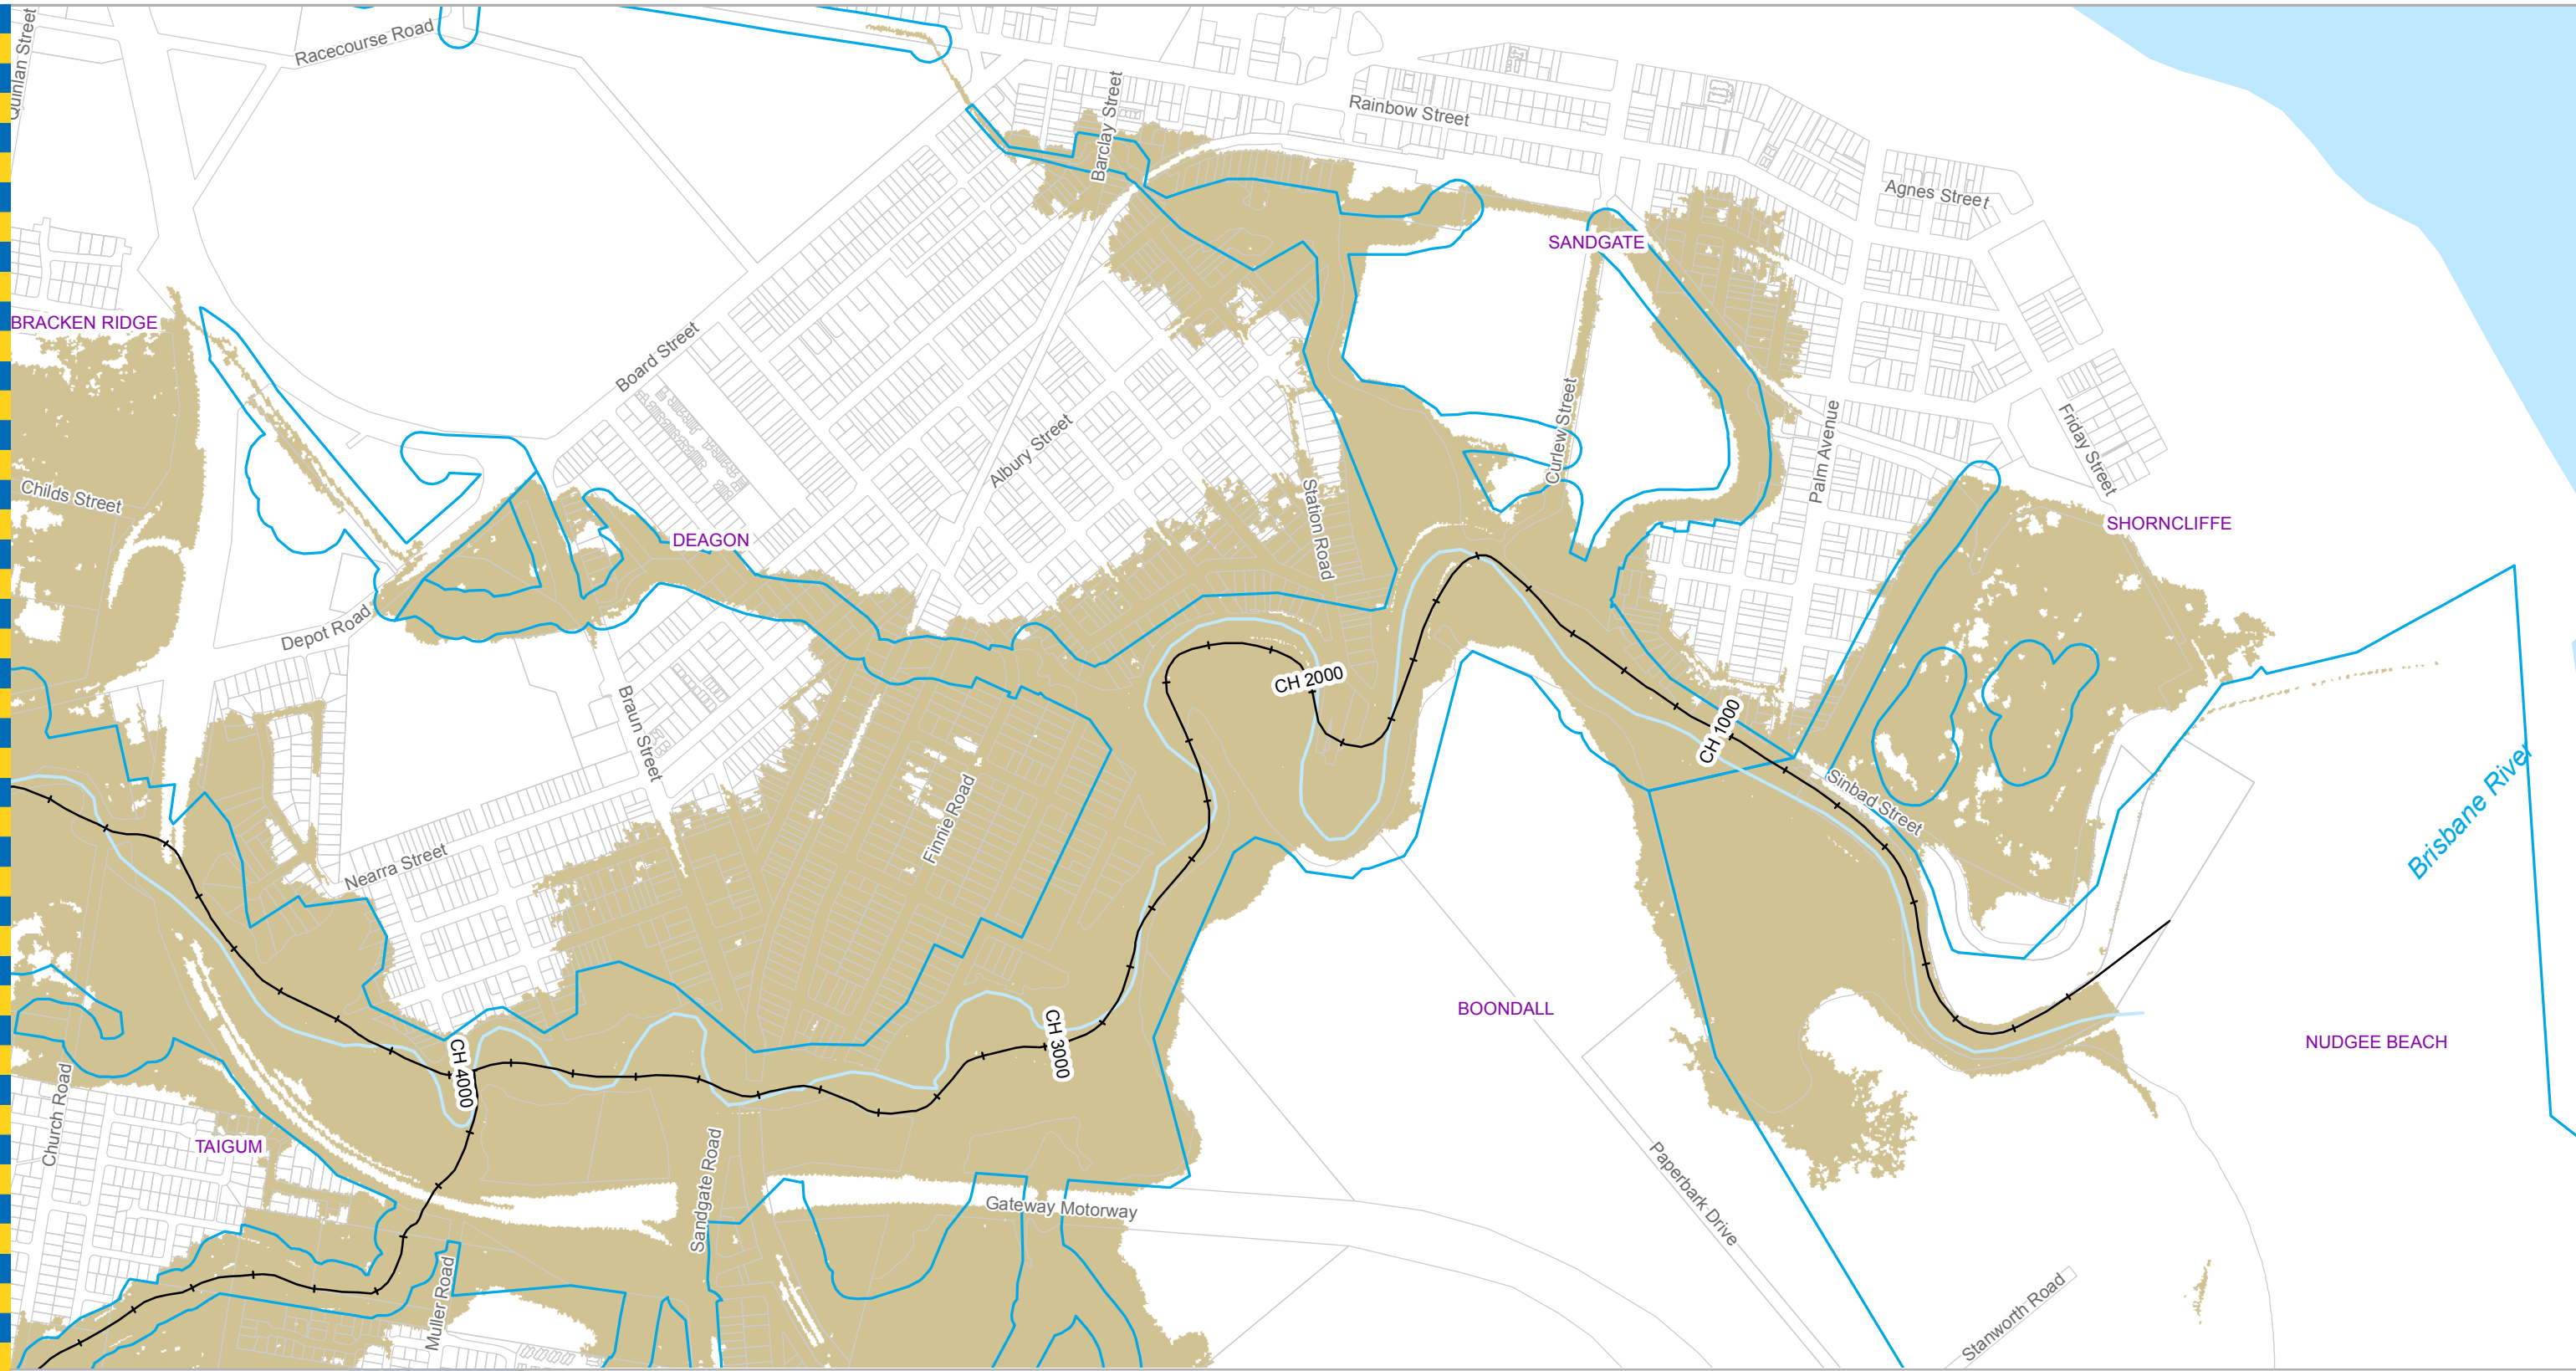 Quinlan Street
Racecourse Road
Barclay Street
Rainbow Street
Agnes Street
SANDGATE
BRACKEN RIDGE
Board Street
Albury Street
Curlew Street
Palm Avenue
Friday Street
Childs Street
Station Road
DEAGON
SHORNCLIFFE
Depot Road
CH 2000
Braun Street
CH 1000
Sinbad Street
Brisbane River
Finnie Road
Nearra Street
BOONDALL
CH 3000
NUDGEE BEACH
CH 4000
Church Road
TAIGUM
Sandgate Road
Gateway Motorway
Paperbark Drive
Muller Road
Stanworth Road